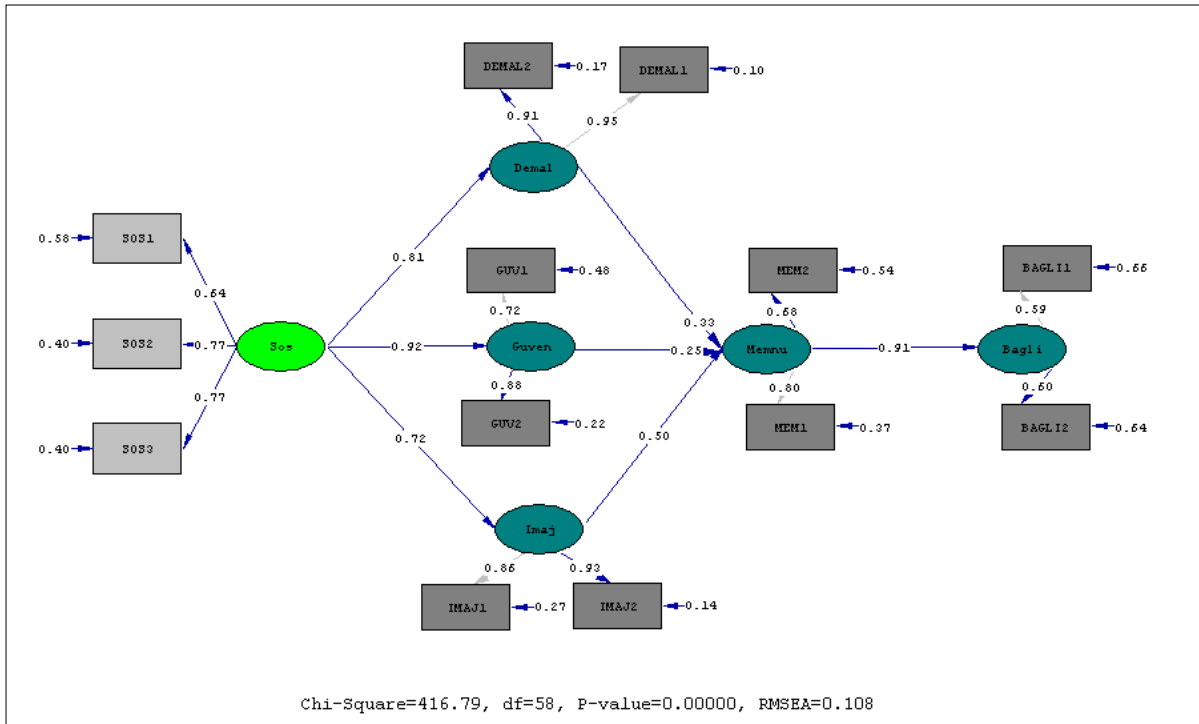 DEMAL2
0.17
DEMAL1
0.10
0.91
0.95
Demal
0.58
SOS1
0.64
0.81
GUV1
0.48
MEM2
0.54
BAGLI1
0.66
0.72
0.68
0.59
0.33
0.40
SOS2
0.77
Sos
0.92
Guven
0.25
Memnu
0.91
Bagli
0.88
0.80
0.60
0.77
0.72
GUV2
0.22
0.50
MEM1
0.37
BAGLI2
0.64
0.40
SOS3
Imaj
0.86
0.93
IMAJ1
0.27
IMAJ2
0.14
Chi-Square=416.79, df=58, P-value=0.00000, RMSEA=0.108